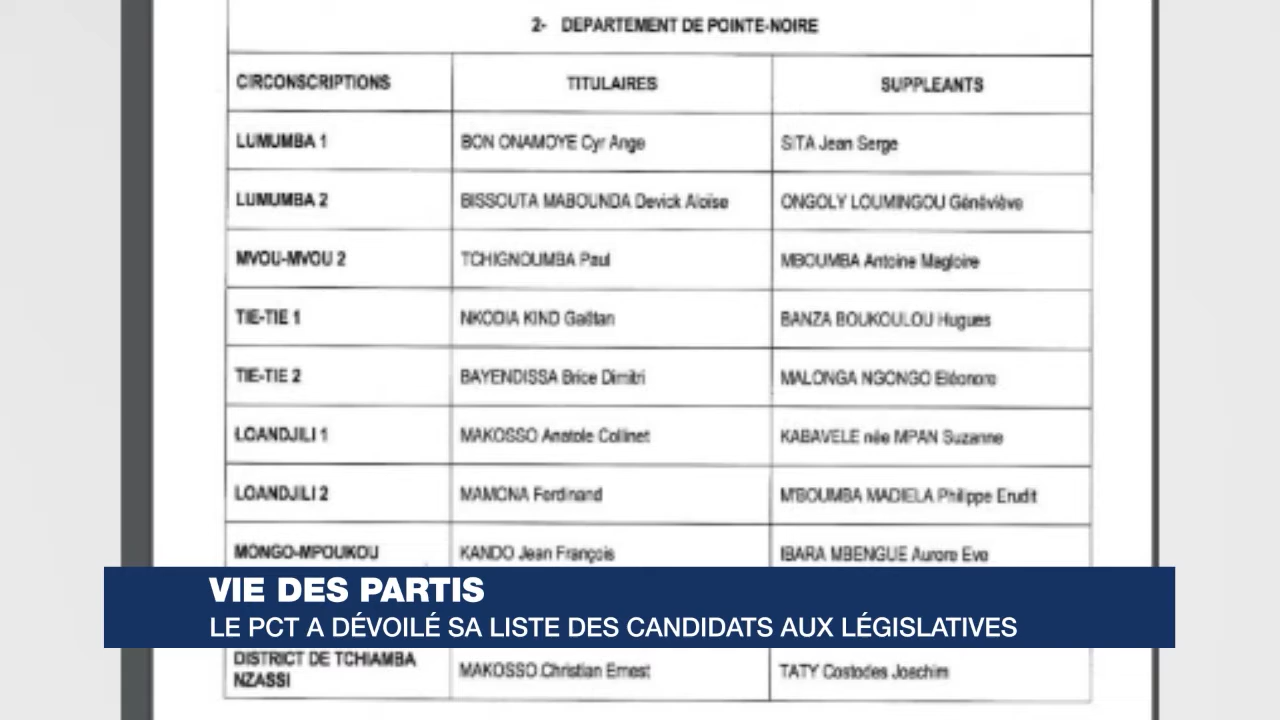 2- DEPARTEMENT DE POINTE-NOIRE
CIRCONSCRIPTIONS TITULAIRES SUPPLEANTS
LUMUMBA 1 BON ONAMOYE Cyr Ange SITA Jean Serge
LUMUMBA 2 BISSOUTA MABOUNDA Devick Aloïse ONGOLY LOUMINGOU Généviève
MVOU-MVOU 2 TCHIGNOUMBA Paul MBOUMBA Antoine Magloire
TIE-TIE 1 NKODIA KIND Gaëtan BANZA BOUKOULOU Hugues
TIE-TIE 2 BAYENDISSA Brice Dimitri MALONGA NGONGO Eléonore
LOANDJILI 1 MAKOSSO Anatole Collinet KABAVELE née MPAN Suzanne
LOANDJILI 2 MAMONA Ferdinand M'BOUMBA MADIELA Philippe Erudit
MONGO-MPOUKOU KANDO Jean François IBARA MBENGUE Aurore Eve
VIE DES PARTIS
LE PCT A DÉVOILÉ SA LISTE DES CANDIDATS AUX LÉGISLATIVES
DISTRICT DE TCHIAMBA
NZASSI MAKOSSO Christian Ernest TATY Costodes Joachim